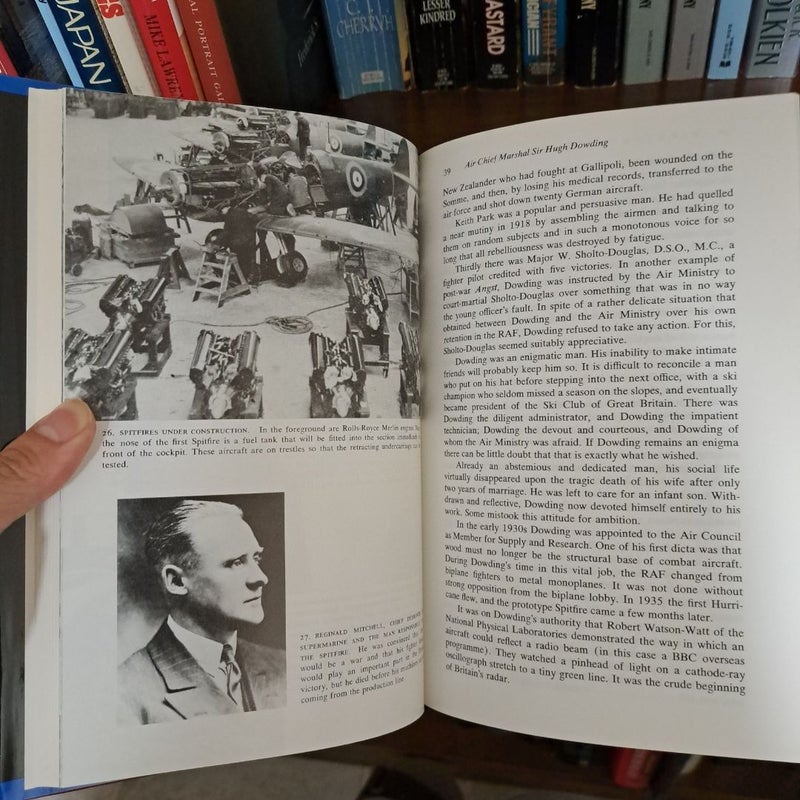 JAPAN
MIKE LAWREN
AL PORTRAIT GAL
C. J.
CHERRYH
LESSER
KINDRED
ASTARD
OLKIEN
26. SPITFIRES UNDER CONSTRUCTION. In the foreground are Rolls-Royce Merlin engines.
the nose of the first Spitfire is a fuel tank that will be fitted into the section immediately
front of the cockpit. These aircraft are on trestles so that the retracting undercarriage can
tested.
27. REGINALD MITCHELL, CHIEF
SUPERMARINE AND THE MAN RESPONSIBLE
THE SPITFIRE. He was convinced
would be a war and that his fighter
would play an important part in the
victory, but he died before his machines
coming from the production line
39 Air Chief Marshal Sir Hugh Dowding
New Zealander who had fought at Gallipoli, been wounded on the
Somme, and then, by losing his medical records, transferred to the
air force and shot down twenty German aircraft.
Keith Park was a popular and persuasive man. He had quelled
a near mutiny in 1918 by assembling the airmen and talking to
them on random subjects and in such a monotonous voice for so
long that all rebelliousness was destroyed by fatigue.
Thirdly there was Major W. Sholto-Douglas, D.S.O., M.C., a
fighter pilot credited with five victories. In another example of
post-war Angst, Dowding was instructed by the Air Ministry to
court-martial Sholto-Douglas over something that was in no way
the young officer's fault. In spite of a rather delicate situation that
obtained between Dowding and the Air Ministry over his own
retention in the RAF, Dowding refused to take any action. For this,
Sholto-Douglas seemed suitably appreciative.
Dowding was an enigmatic man. His inability to make intimate
friends will probably keep him so. It is difficult to reconcile a man
who put on his hat before stepping into the next office, with a ski
champion who seldom missed a season on the slopes, and eventually
became president of the Ski Club of Great Britain. There was
Dowding the diligent administrator, and Dowding the impatient
technician; Dowding the devout and courteous, and Dowding of
whom the Air Ministry was afraid. If Dowding remains an enigma
there can be little doubt that that is exactly what he wished.
Already an abstemious and dedicated man, his social life
virtually disappeared upon the tragic death of his wife after only
two years of marriage. He was left to care for an infant son. With-
drawn and reflective, Dowding now devoted himself entirely to his
work. Some mistook this attitude for ambition.
In the early 1930s Dowding was appointed to the Air Council
as Member for Supply and Research. One of his first dicta was that
wood must no longer be the structural base of combat aircraft.
During Dowding's time in this vital job, the RAF changed from
biplane fighters to metal monoplanes. It was not done without
strong opposition from the biplane lobby. In 1935 the first Hurri-
cane flew, and the prototype Spitfire came a few months later.
It was on Dowding's authority that Robert Watson-Watt of the
National Physical Laboratories demonstrated the way in which an
aircraft could reflect a radio beam (in this case a BBC overseas
programme). They watched a pinhead of light on a cathode-ray
oscillograph stretch to a tiny green line. It was the crude beginning
of Britain's radar.